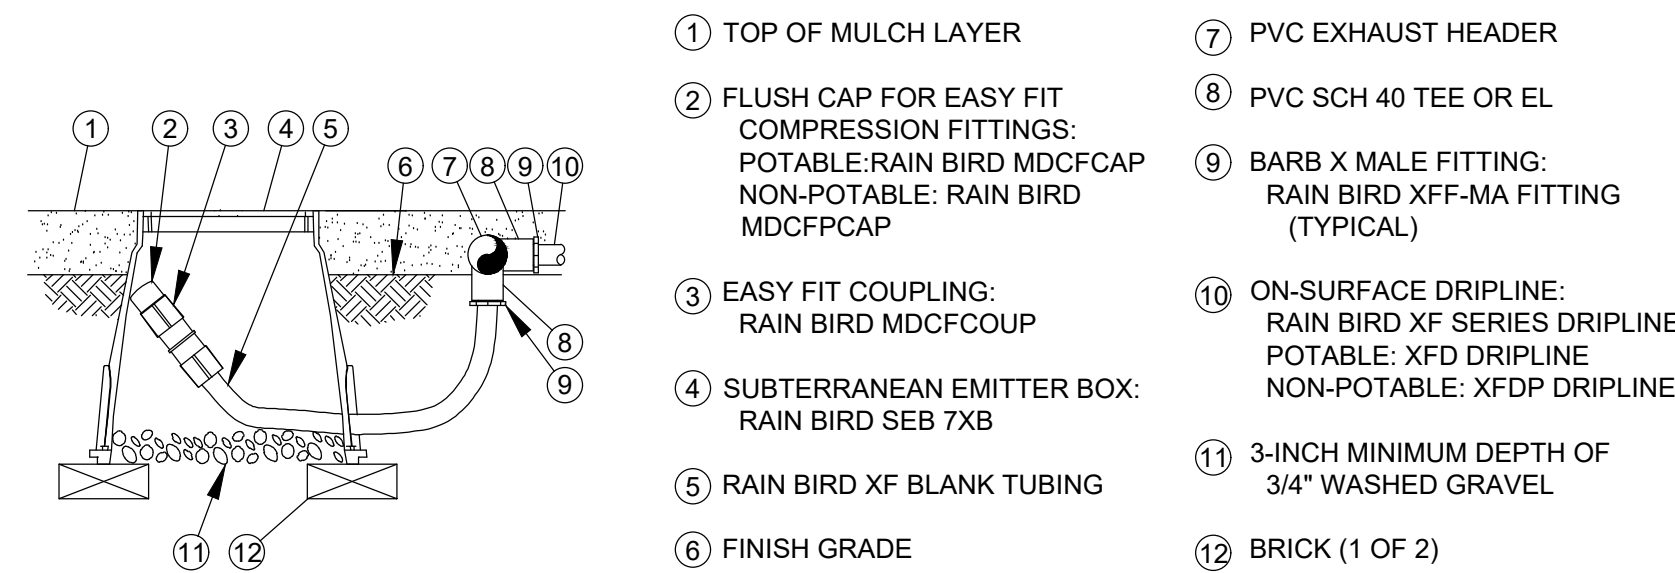 1 2 3 4 5
6 7 8 9 10
8
9
11 12
1 TOP OF MULCH LAYER
2 FLUSH CAP FOR EASY FIT
COMPRESSION FITTINGS:
POTABLE:RAIN BIRD MDCFCAP
NON-POTABLE: RAIN BIRD
MDCFPCAP
3 EASY FIT COUPLING:
RAIN BIRD MDCFCOUP
4 SUBTERRANEAN EMITTER BOX:
RAIN BIRD SEB 7XB
5 RAIN BIRD XF BLANK TUBING
6 FINISH GRADE
7 PVC EXHAUST HEADER
8 PVC SCH 40 TEE OR EL
9 BARB X MALE FITTING:
RAIN BIRD XFF-MA FITTING
(TYPICAL)
10 ON-SURFACE DRIPLINE:
RAIN BIRD XF SERIES DRIPLINE
POTABLE: XFD DRIPLINE
NON-POTABLE: XFDP DRIPLINE
11 3-INCH MINIMUM DEPTH OF
3/4" WASHED GRAVEL
12 BRICK (1 OF 2)